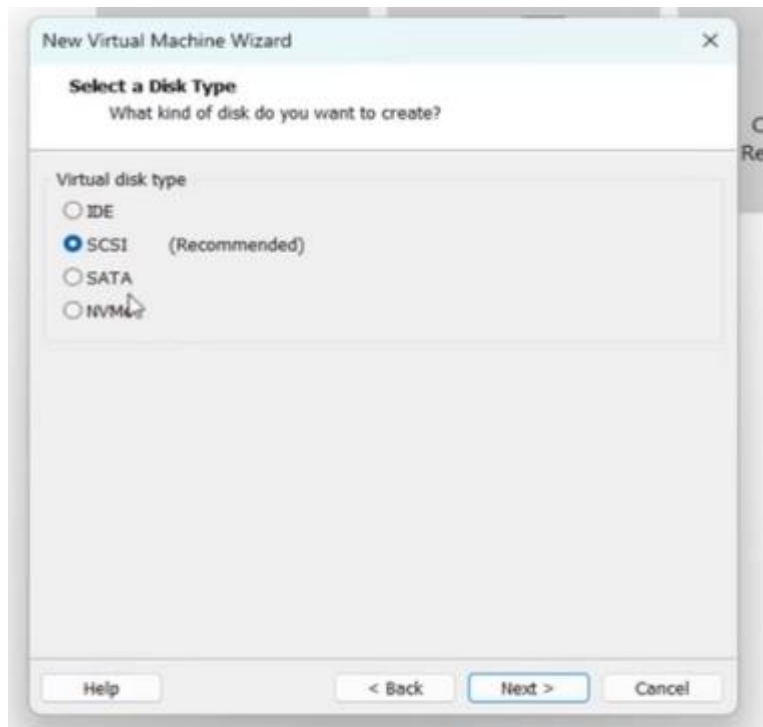 New Virtual Machine Wizard
Select a Disk Type
What kind of disk do you want to create?
Virtual disk type
IDE
SCSI (Recommended)
SATA
Help
< Back
Next >
Cancel